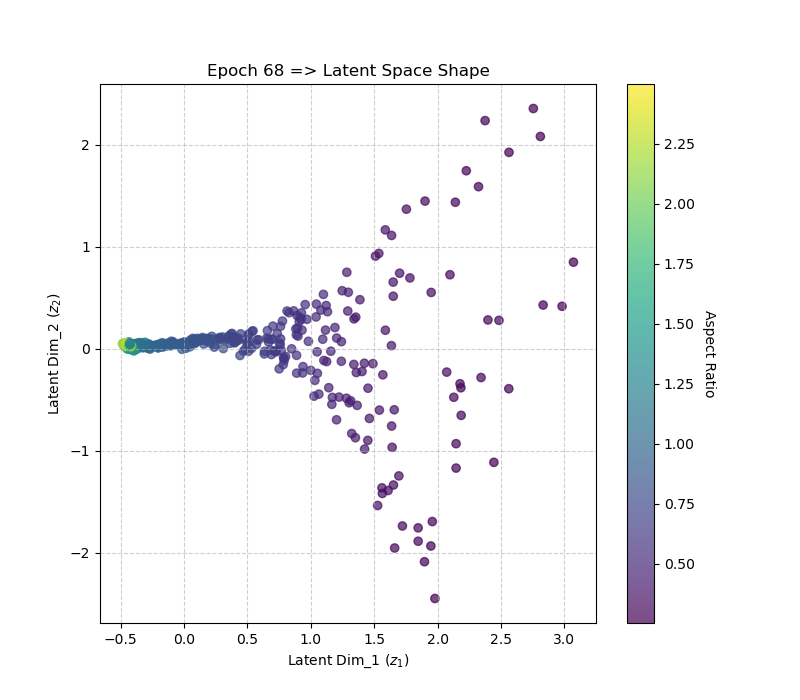 Epoch 68 => Latent Space Shape
2
1
0
−1
−2
Latent Dim_2 (z₂)
−0.5 0.0 0.5 1.0 1.5 2.0 2.5 3.0
Latent Dim_1 (z₁)
2.25
2.00
1.75
1.50
1.25
1.00
0.75
0.50
Aspect Ratio